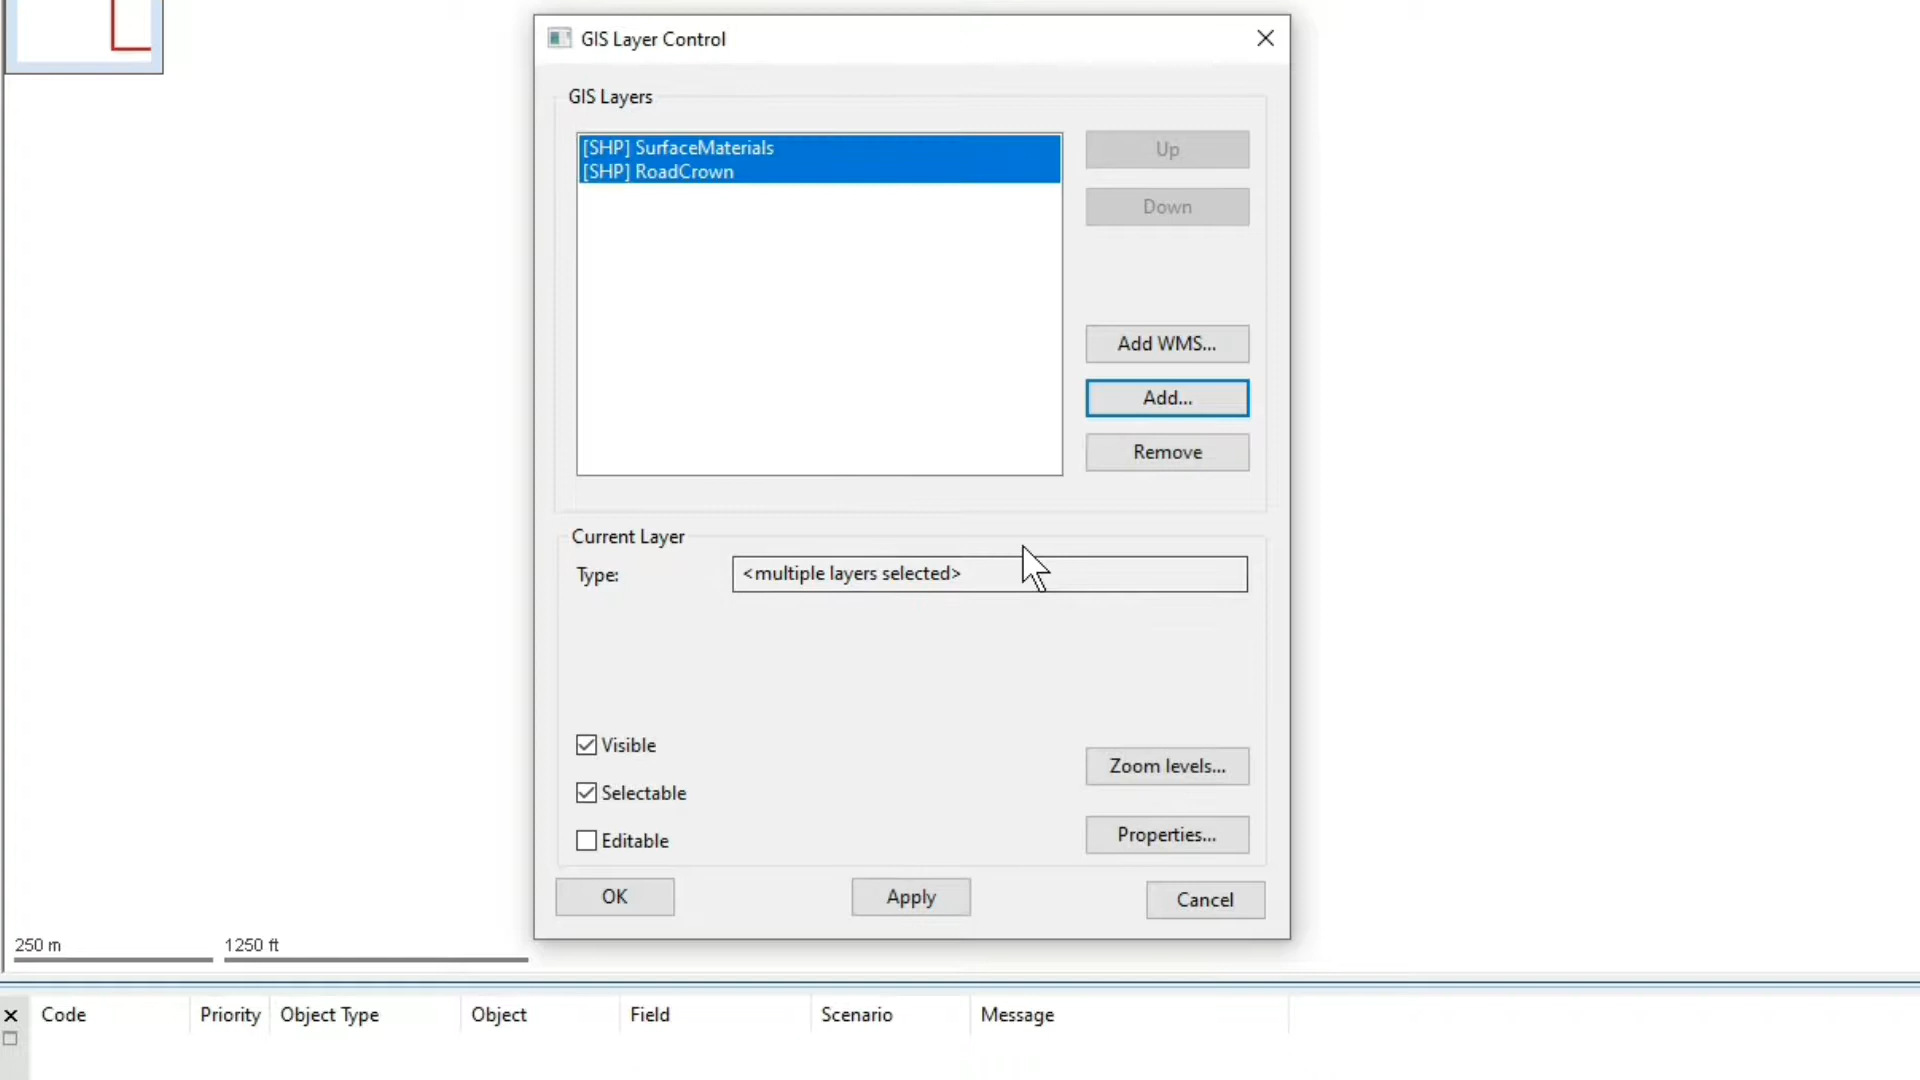 GIS Layer Control
GIS Layers
[SHP] SurfaceMaterials
[SHP] RoadCrown
Up
Down
Add WMS...
Add...
Remove
Current Layer
Type:
<multiple layers selected>
Visible
Selectable
Editable
Zoom levels...
Properties...
OK
Apply
Cancel
250 m
1250 ft
Code
Priority
Object Type
Object
Field
Scenario
Message